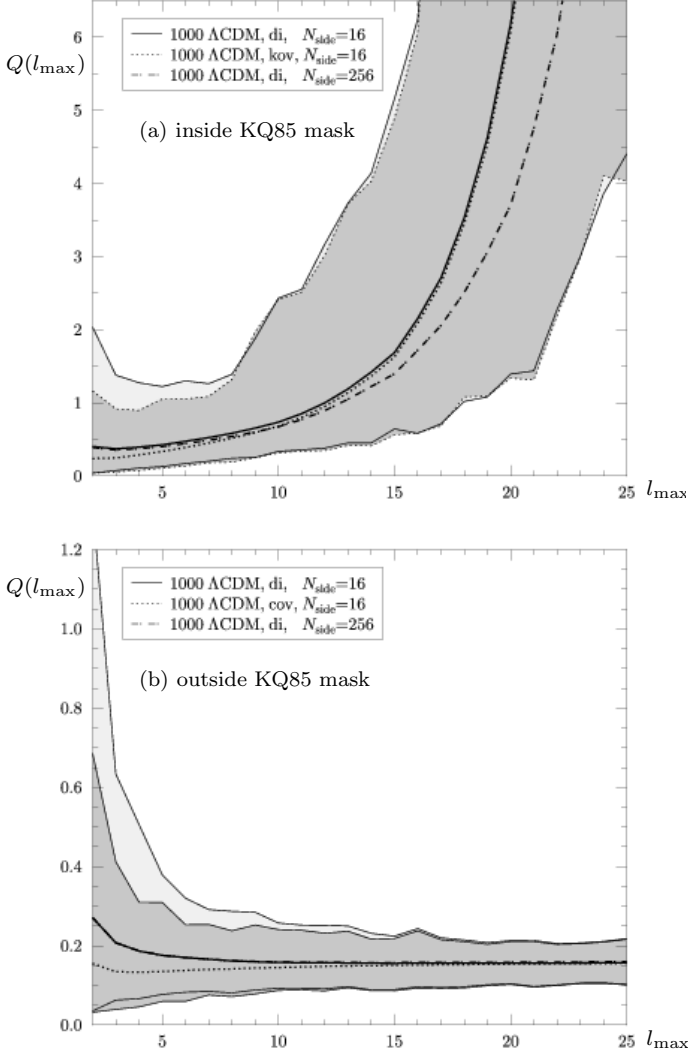 6
1000 ΛCDM, di, N_side=16
1000 ΛCDM, kov, N_side=16
1000 ΛCDM, di, N_side=256
Q(l_max)
5
(a) inside KQ85 mask
4
3
2
1
0
5 10 15 20 25 l_max
1.2
1000 ΛCDM, di, N_side=16
1000 ΛCDM, cov, N_side=16
1000 ΛCDM, di, N_side=256
Q(l_max)
1.0
(b) outside KQ85 mask
0.8
0.6
0.4
0.2
0.0
5 10 15 20 25 l_max